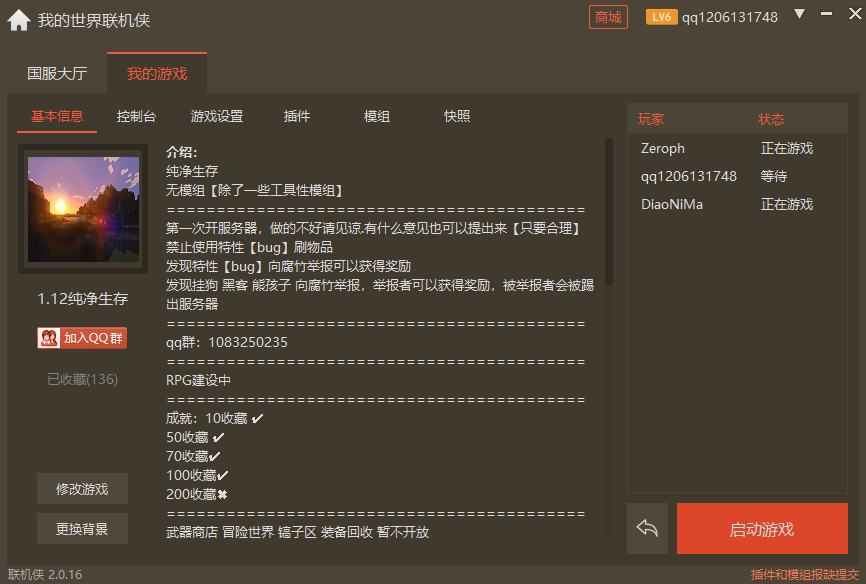 我的世界联机侠
商城
LV6 qq1206131748
国服大厅
我的游戏
基本信息
控制台
游戏设置
插件
模组
快照
1.12纯净生存
加入QQ群
已收藏(136)
修改游戏
更换背景
介绍：
纯净生存
无模组【除了一些工具性模组】
==========================================
第一次开服务器，做的不好请见谅.有什么意见也可以提出来【只要合理】
禁止使用特性【bug】刷物品
发现特性【bug】向腐竹举报可以获得奖励
发现挂狗 黑客 熊孩子 向腐竹举报，举报者可以获得奖励，被举报者会被踢
出服务器
==========================================
qq群：1083250235
==========================================
RPG建设中
==========================================
成就：10收藏 ✔
50收藏 ✔
70收藏✔
100收藏✔
200收藏✖
==========================================
武器商店 冒险世界 镐子区 装备回收 暂不开放
玩家 状态
Zeroph 正在游戏
qq1206131748 等待
DiaoNiMa 正在游戏
启动游戏
联机侠 2.0.16
插件和模组报缺提交